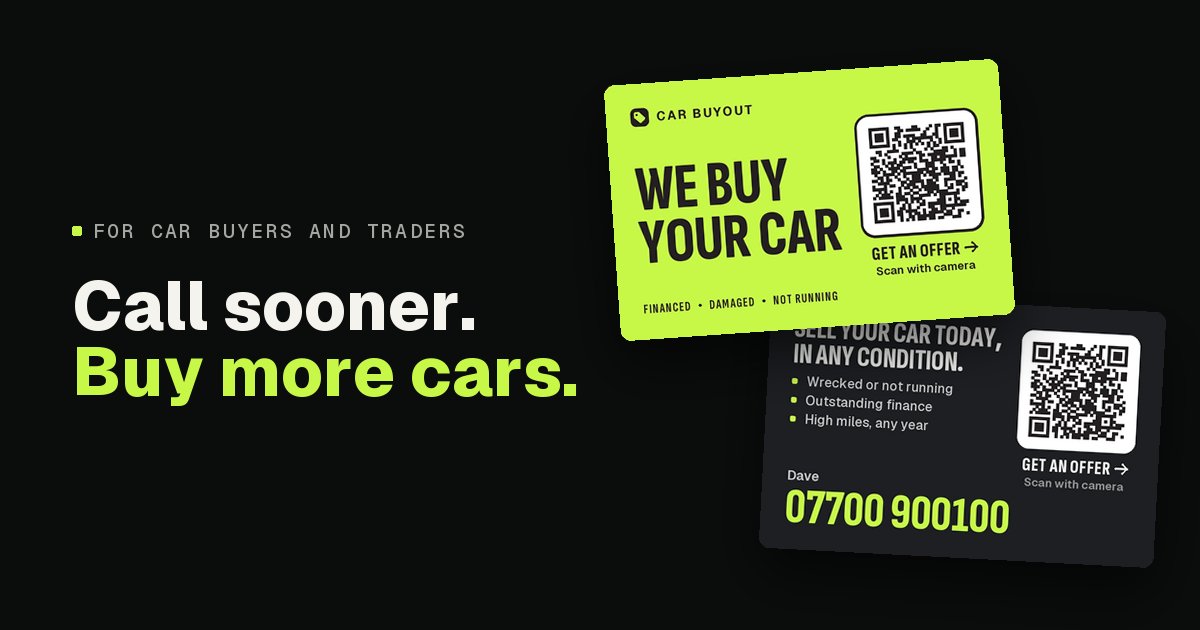 FOR CAR BUYERS AND TRADERS
Call sooner.
Buy more cars.
CAR BUYOUT
WE BUY
YOUR CAR
FINANCED • DAMAGED • NOT RUNNING
GET AN OFFER →
Scan with camera
SELL YOUR CAR TODAY,
IN ANY CONDITION.
Wrecked or not running
Outstanding finance
High miles, any year
Dave
07700 900100
GET AN OFFER →
Scan with camera